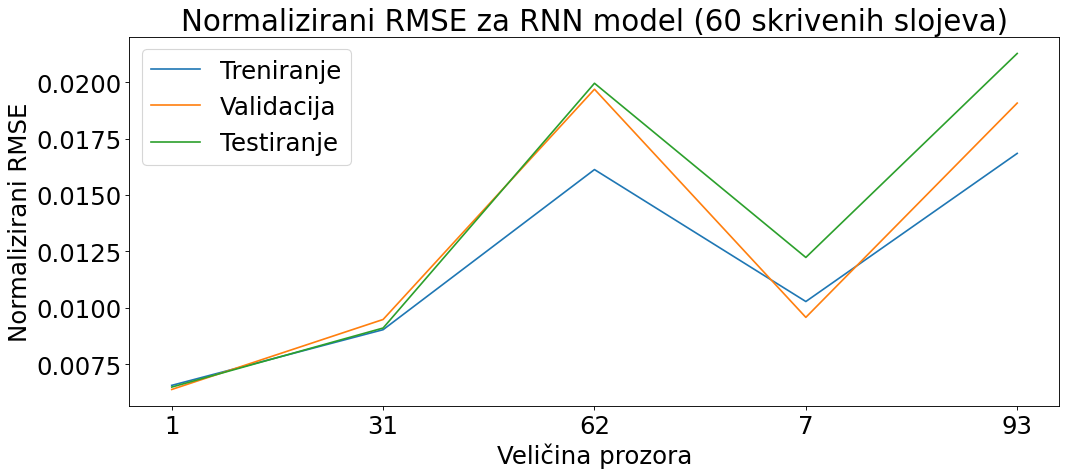 Normalizirani RMSE za RNN model (60 skrivenih slojeva)
Treniranje
Validacija
Testiranje
Normalizirani RMSE
0.0200
0.0175
0.0150
0.0125
0.0100
0.0075
1 31 62 7 93
Veličina prozora